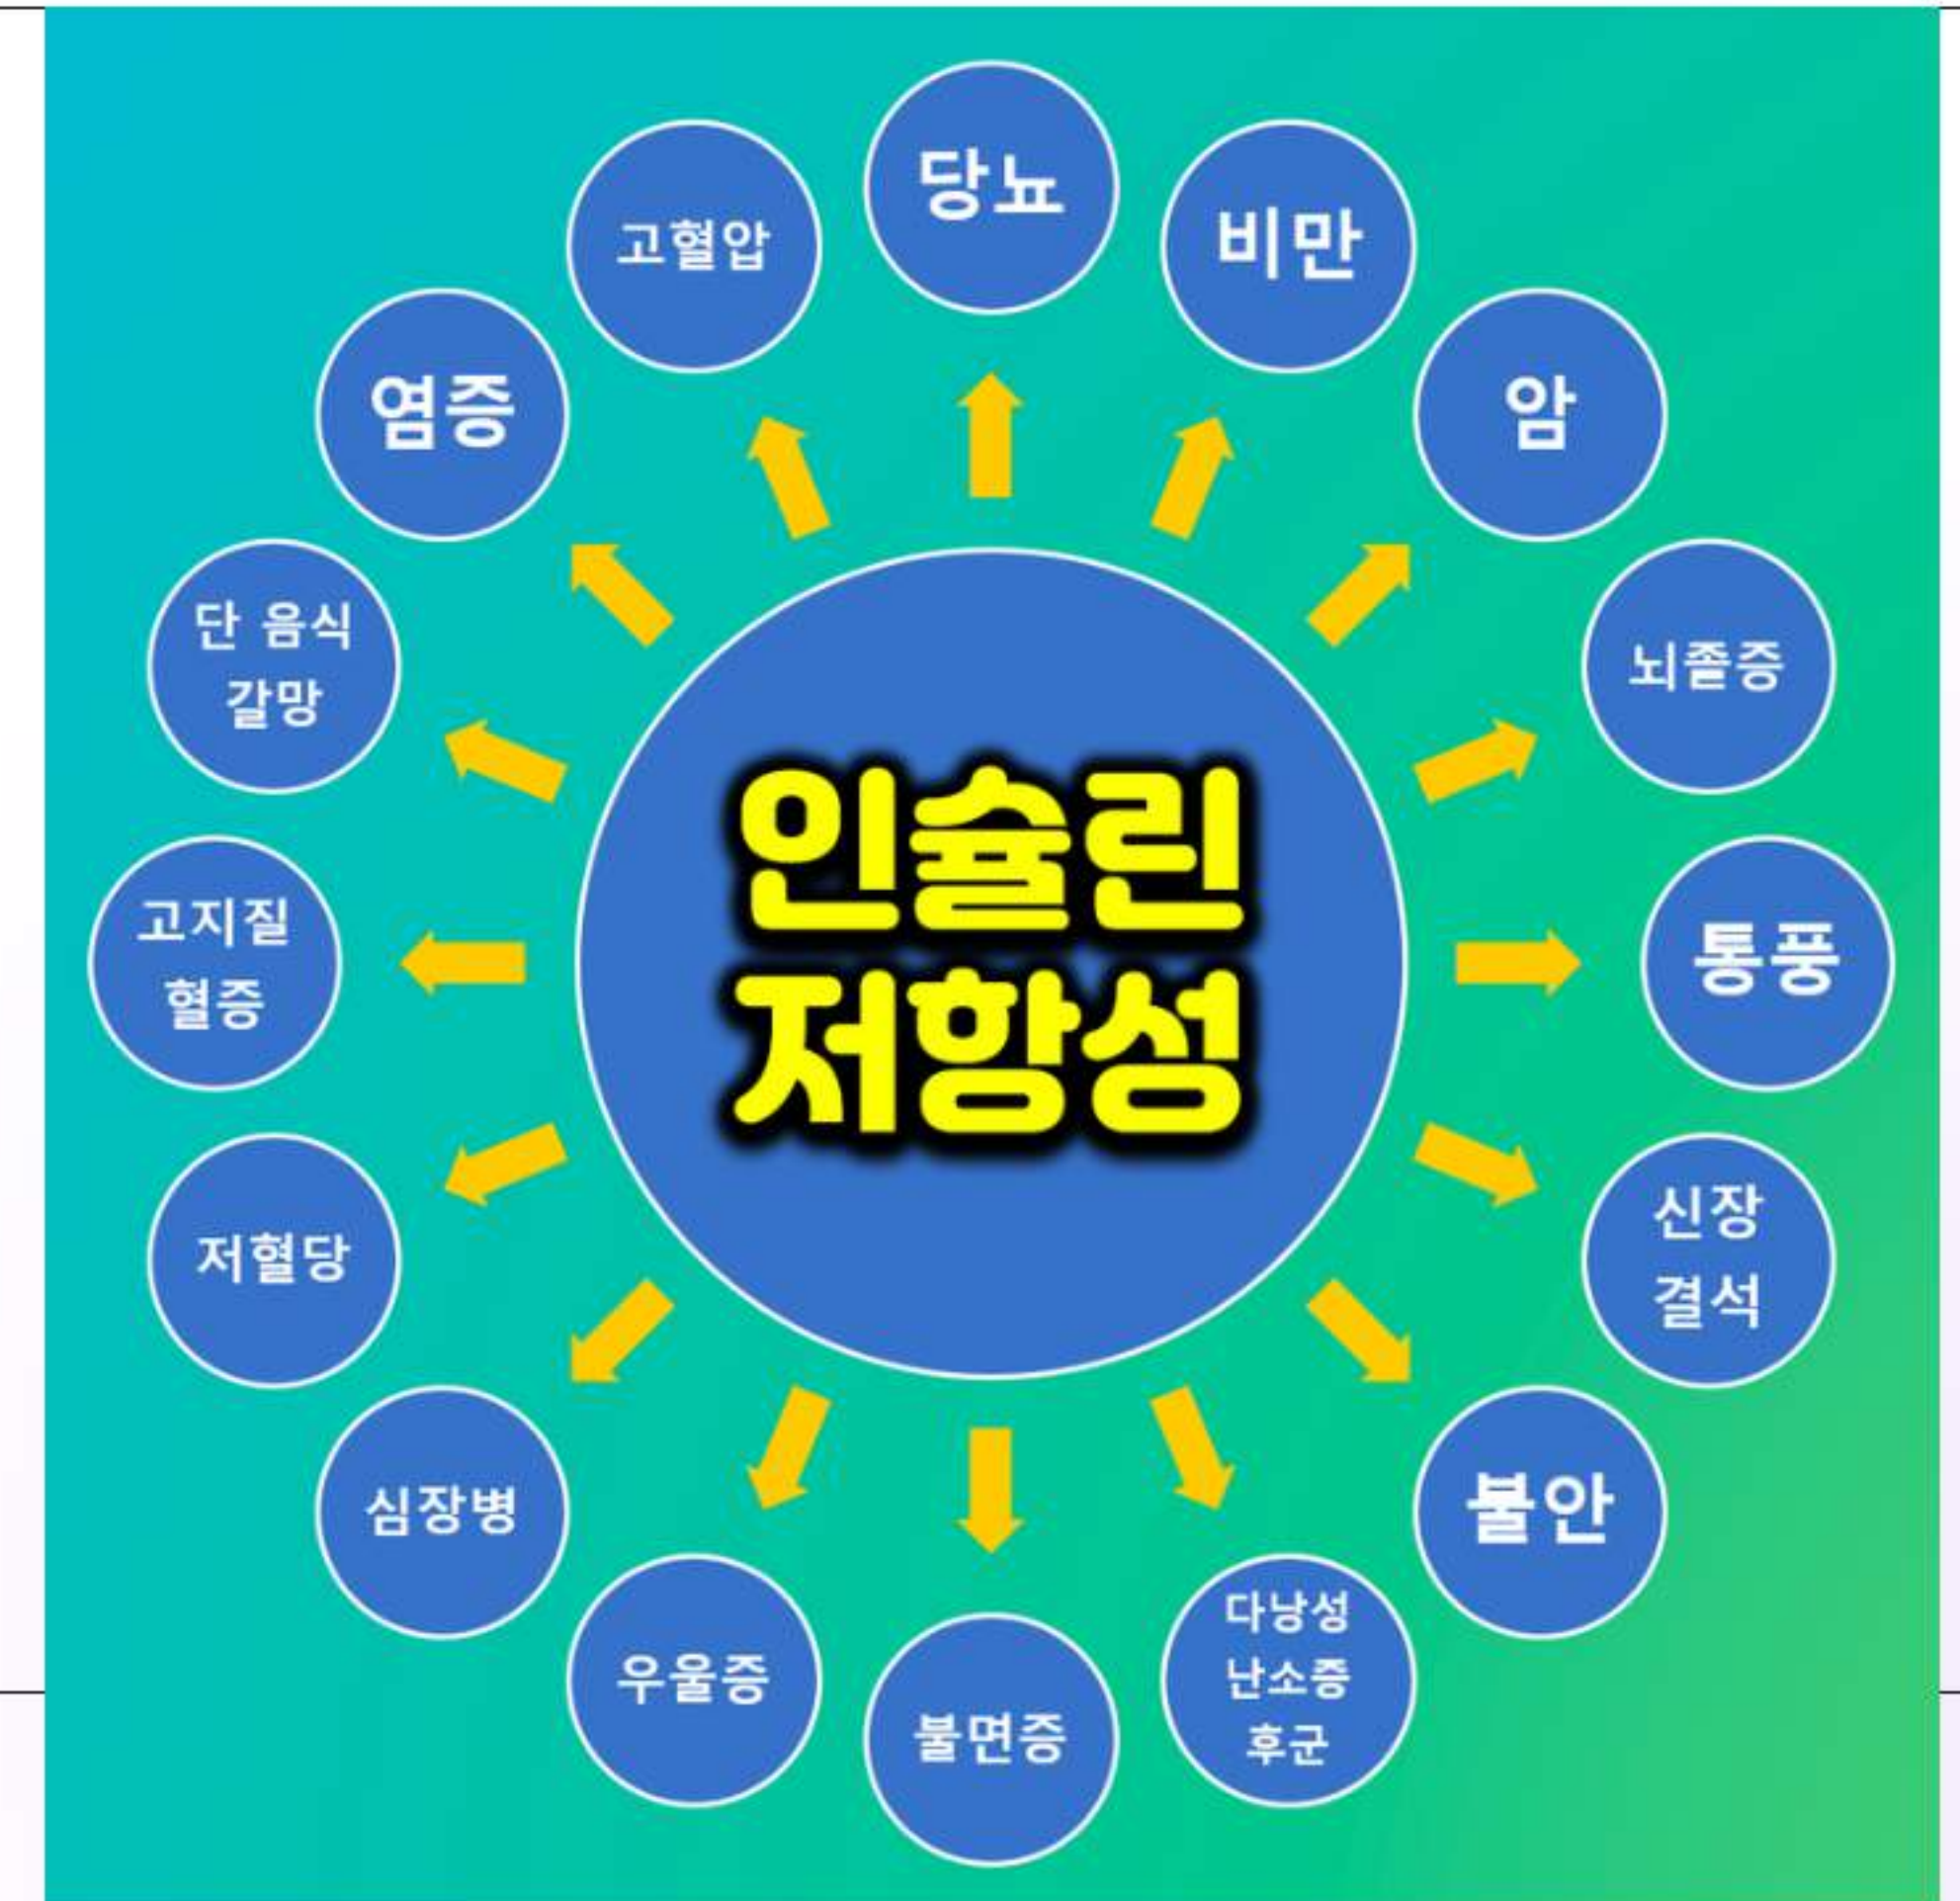 인슐린
저항성
당뇨
비만
암
뇌졸증
통풍
신장
결석
불안
다낭성
난소증
후군
불면증
우울증
심장병
저혈당
고지질
혈증
단 음식
갈망
염증
고혈압